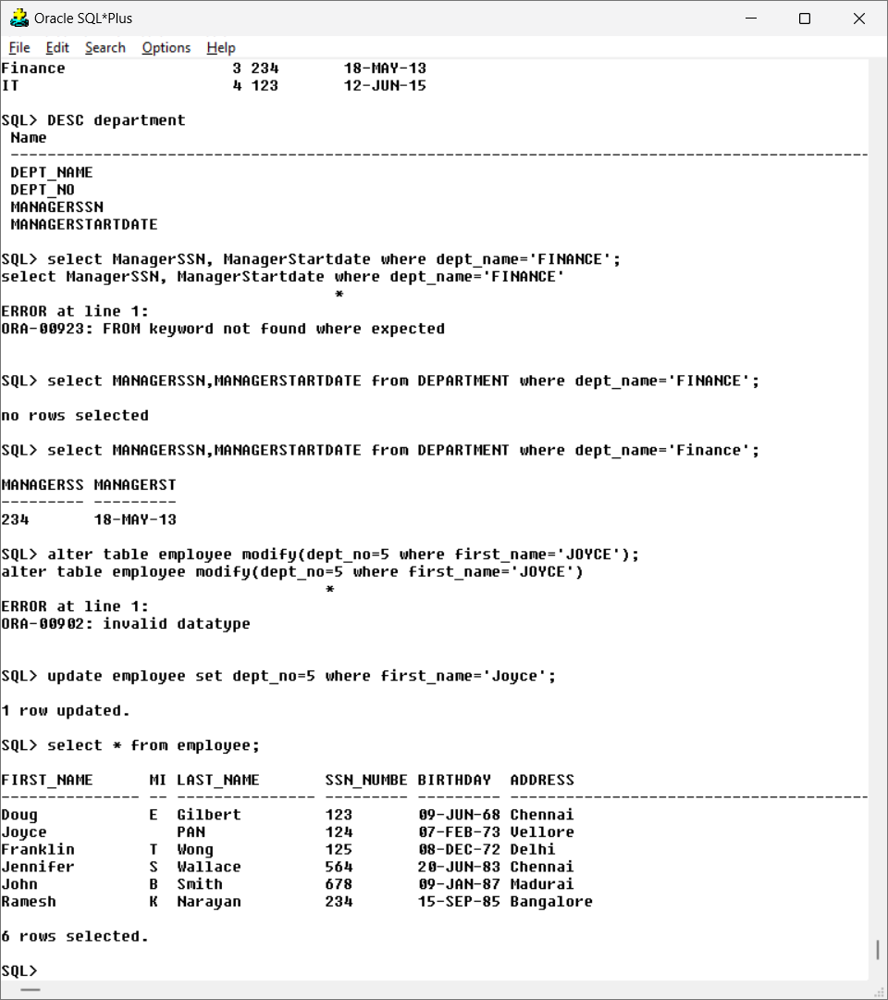 Oracle SQL*Plus
File Edit Search Options Help
Finance                  3 234       18-MAY-13
IT                       4 123       12-JUN-15
SQL> DESC department
 Name
----------------------------------------------------------------------------------------------
 DEPT_NAME
 DEPT_NO
 MANAGERSSN
 MANAGERSTARTDATE
SQL> select ManagerSSN, ManagerStartdate where dept_name='FINANCE';
select ManagerSSN, ManagerStartdate where dept_name='FINANCE'
                                    *
ERROR at line 1:
ORA-00923: FROM keyword not found where expected
SQL> select MANAGERSSN,MANAGERSTARTDATE from DEPARTMENT where dept_name='FINANCE';
no rows selected
SQL> select MANAGERSSN,MANAGERSTARTDATE from DEPARTMENT where dept_name='Finance';
MANAGERSS MANAGERST
--------- ---------
234       18-MAY-13
SQL> alter table employee modify(dept_no=5 where first_name='JOYCE');
alter table employee modify(dept_no=5 where first_name='JOYCE')
                                   *
ERROR at line 1:
ORA-00902: invalid datatype
SQL> update employee set dept_no=5 where first_name='Joyce';
1 row updated.
SQL> select * from employee;
FIRST_NAME      MI LAST_NAME       SSN_NUMBE BIRTHDAY  ADDRESS
--------------- -- --------------- --------- --------- ---------------------------------------
Doug            E  Gilbert         123       09-JUN-68 Chennai
Joyce              PAN             124       07-FEB-73 Vellore
Franklin        T  Wong            125       08-DEC-72 Delhi
Jennifer        S  Wallace         564       20-JUN-83 Chennai
John            B  Smith           678       09-JAN-87 Madurai
Ramesh          K  Narayan         234       15-SEP-85 Bangalore
6 rows selected.
SQL>